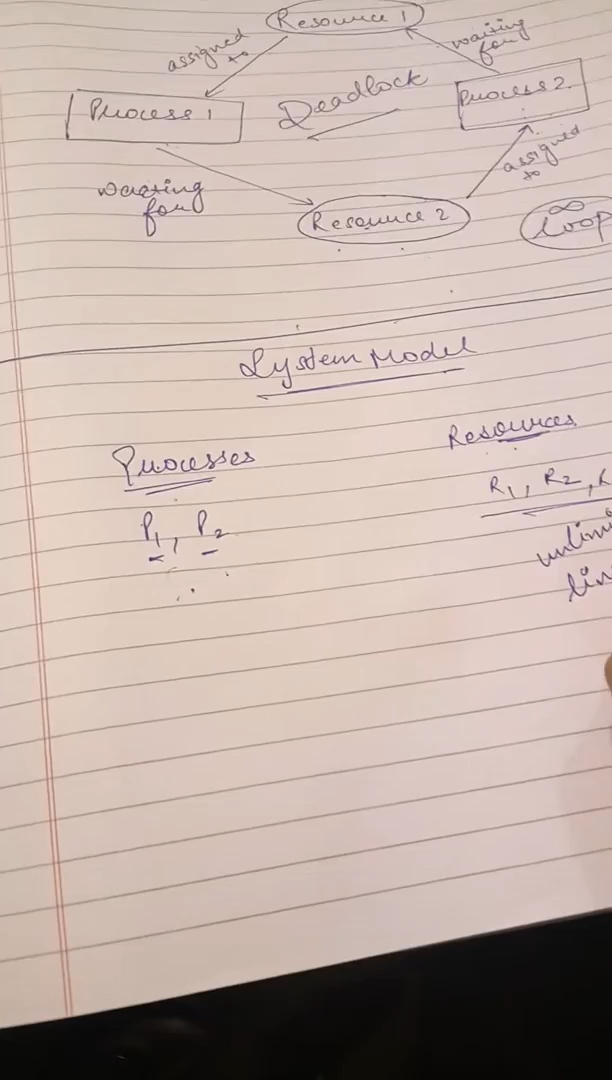 Resource 1
assigned to
waiting for
Process 1
Deadlock
Process 2
assigned to
waiting for
Resource 2
∞
Loop
System Model
Processes
Resources
P1, P2
R1, R2,